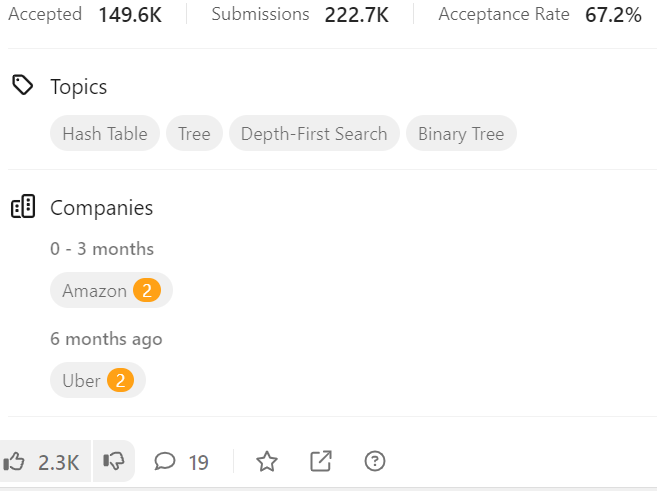 Accepted 149.6K Submissions 222.7K Acceptance Rate 67.2%
Topics
Hash Table Tree Depth-First Search Binary Tree
Companies
0 - 3 months
Amazon 2
6 months ago
Uber 2
2.3K 19 ?